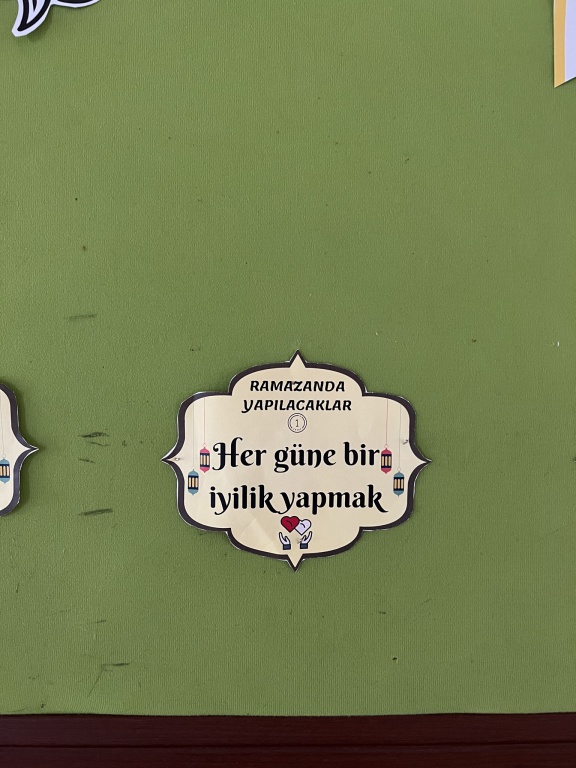 RAMAZANDA
YAPILACAKLAR
1
Her güne bir
iyilik yapmak